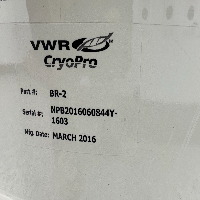 VWR
CryoPro
Part #: BR-2
Serial #: NPB2016060844Y-
1603
Mfg. Date: MARCH 2016